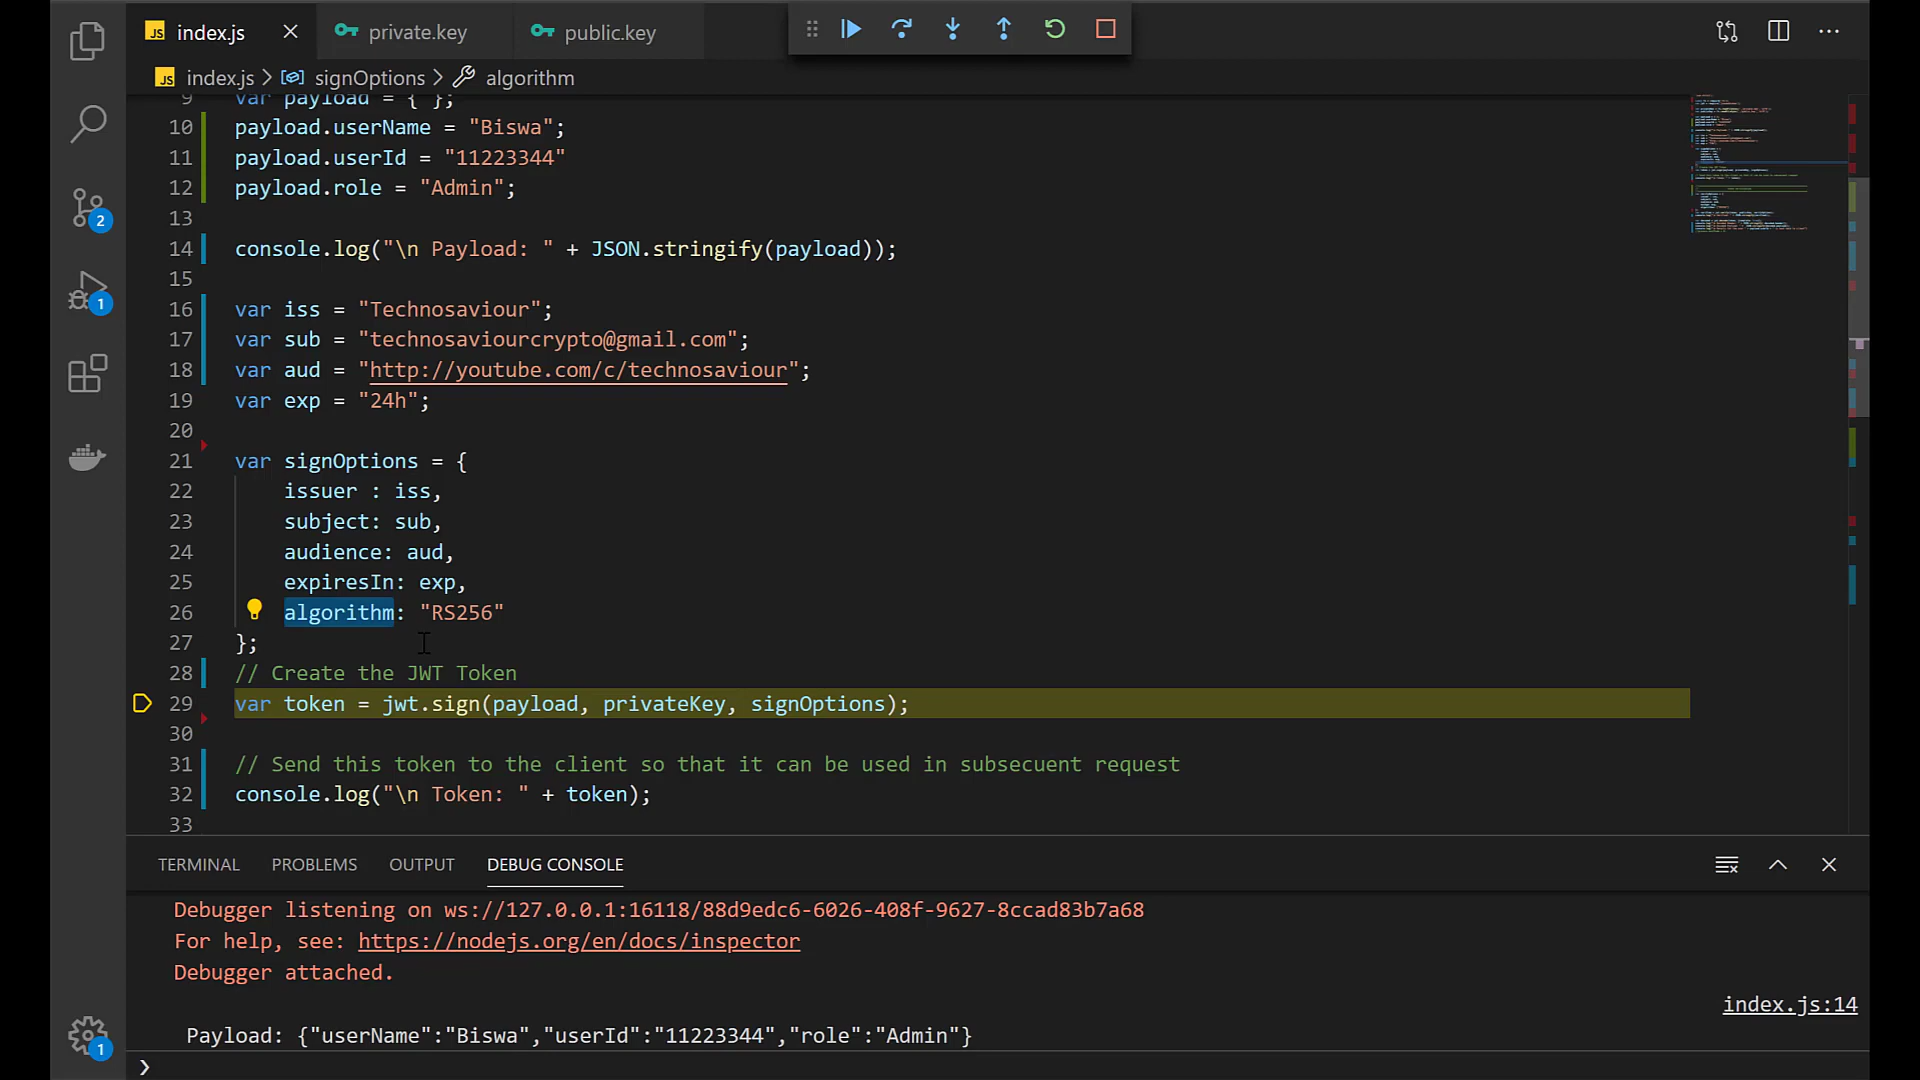 index.js
private.key
public.key
index.js > signOptions > algorithm
9 var payload = { };
10 payload.userName = "Biswa";
11 payload.userId = "11223344"
12 payload.role = "Admin";
13
14 console.log("\n Payload: " + JSON.stringify(payload));
15
16 var iss = "Technosaviour";
17 var sub = "technosaviourcrypto@gmail.com";
18 var aud = "http://youtube.com/c/technosaviour";
19 var exp = "24h";
20
21 var signOptions = {
22 issuer : iss,
23 subject: sub,
24 audience: aud,
25 expiresIn: exp,
26 algorithm: "RS256"
27 };
28 // Create the JWT Token
29 var token = jwt.sign(payload, privateKey, signOptions);
30
31 // Send this token to the client so that it can be used in subsecuent request
32 console.log("\n Token: " + token);
33
2
1
1
TERMINAL PROBLEMS OUTPUT DEBUG CONSOLE
Debugger listening on ws://127.0.0.1:16118/88d9edc6-6026-408f-9627-8ccad83b7a68
For help, see: https://nodejs.org/en/docs/inspector
Debugger attached.
index.js:14
Payload: {"userName":"Biswa","userId":"11223344","role":"Admin"}